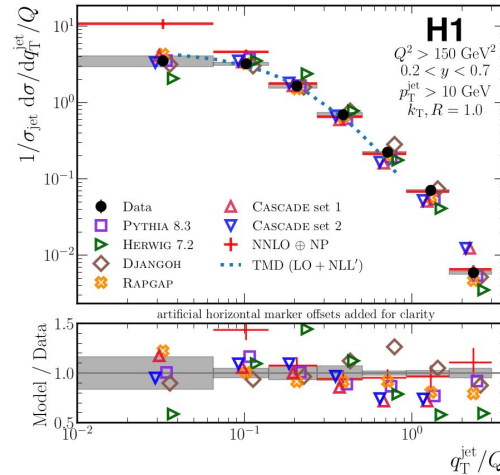 H1
Q² > 150 GeV²
0.2 < y < 0.7
p_T^jet > 10 GeV
k_T, R = 1.0
1/σ_jet dσ/dq_T^jet/Q
10¹
10⁰
10⁻¹
10⁻²
Data
PYTHIA 8.3
HERWIG 7.2
DJANGOH
RAPGAP
CASCADE set 1
CASCADE set 2
NNLO ⊕ NP
TMD (LO + NLL′)
artificial horizontal marker offsets added for clarity
Model / Data
1.5
1.0
0.5
10⁻² 10⁻¹ 10⁰
q_T^jet/Q